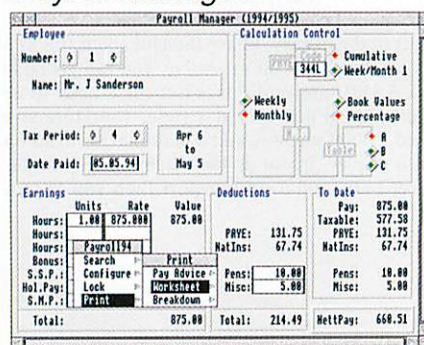 Payroll Manager (1994/1995)
Employee
Number: 1
Name: Mr. J Sanderson
Tax Period: 4
Apr 6
to
May 5
Date Paid: 05.05.94
Calculation Control
PAYE
Code
344L
Cumulative
Week/Month 1
Weekly
Monthly
Book Values
Percentage
N.I.
Table
A
B
C
Earnings
Units Rate Value
Hours: 1.00 875.000 875.00
Hours:
Hours:
Bonus:
S.S.P.:
Hol.Pay:
S.M.P.:
Total: 875.00
Payroll94
Search
Configure
Lock
Print
Print
Pay Advice
Worksheet
Breakdown
Deductions
PAYE: 131.75
NatIns: 67.74
Pens: 10.00
Misc: 5.00
Total: 214.49
To Date
Pay: 875.00
Taxable: 577.58
PAYE: 131.75
NatIns: 67.74
Pens: 10.00
Misc: 5.00
NettPay: 660.51